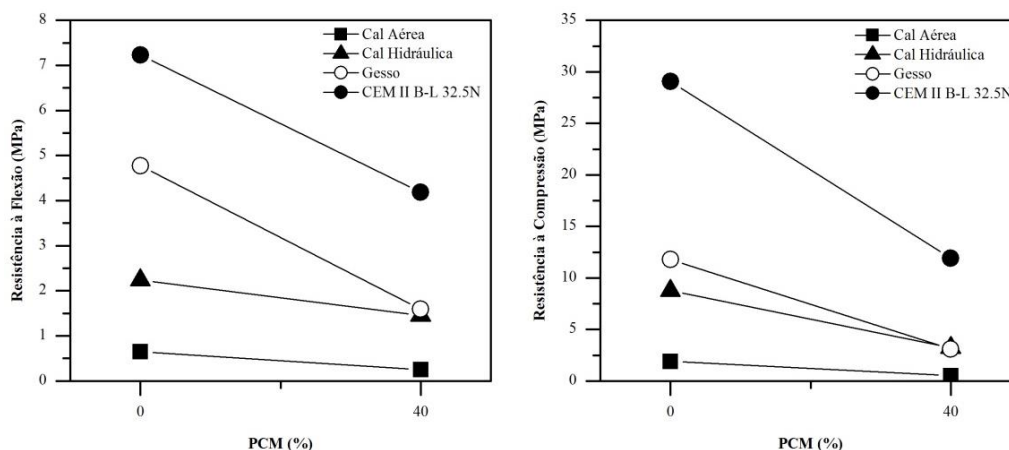 8
7
6
5
4
3
2
1
0
Resistência à Flexão (MPa)
Cal Aérea
Cal Hidráulica
Gesso
CEM II B-L 32.5N
0
40
PCM (%)
35
30
25
20
15
10
5
0
Resistência à Compressão (MPa)
Cal Aérea
Cal Hidráulica
Gesso
CEM II B-L 32.5N
0
40
PCM (%)